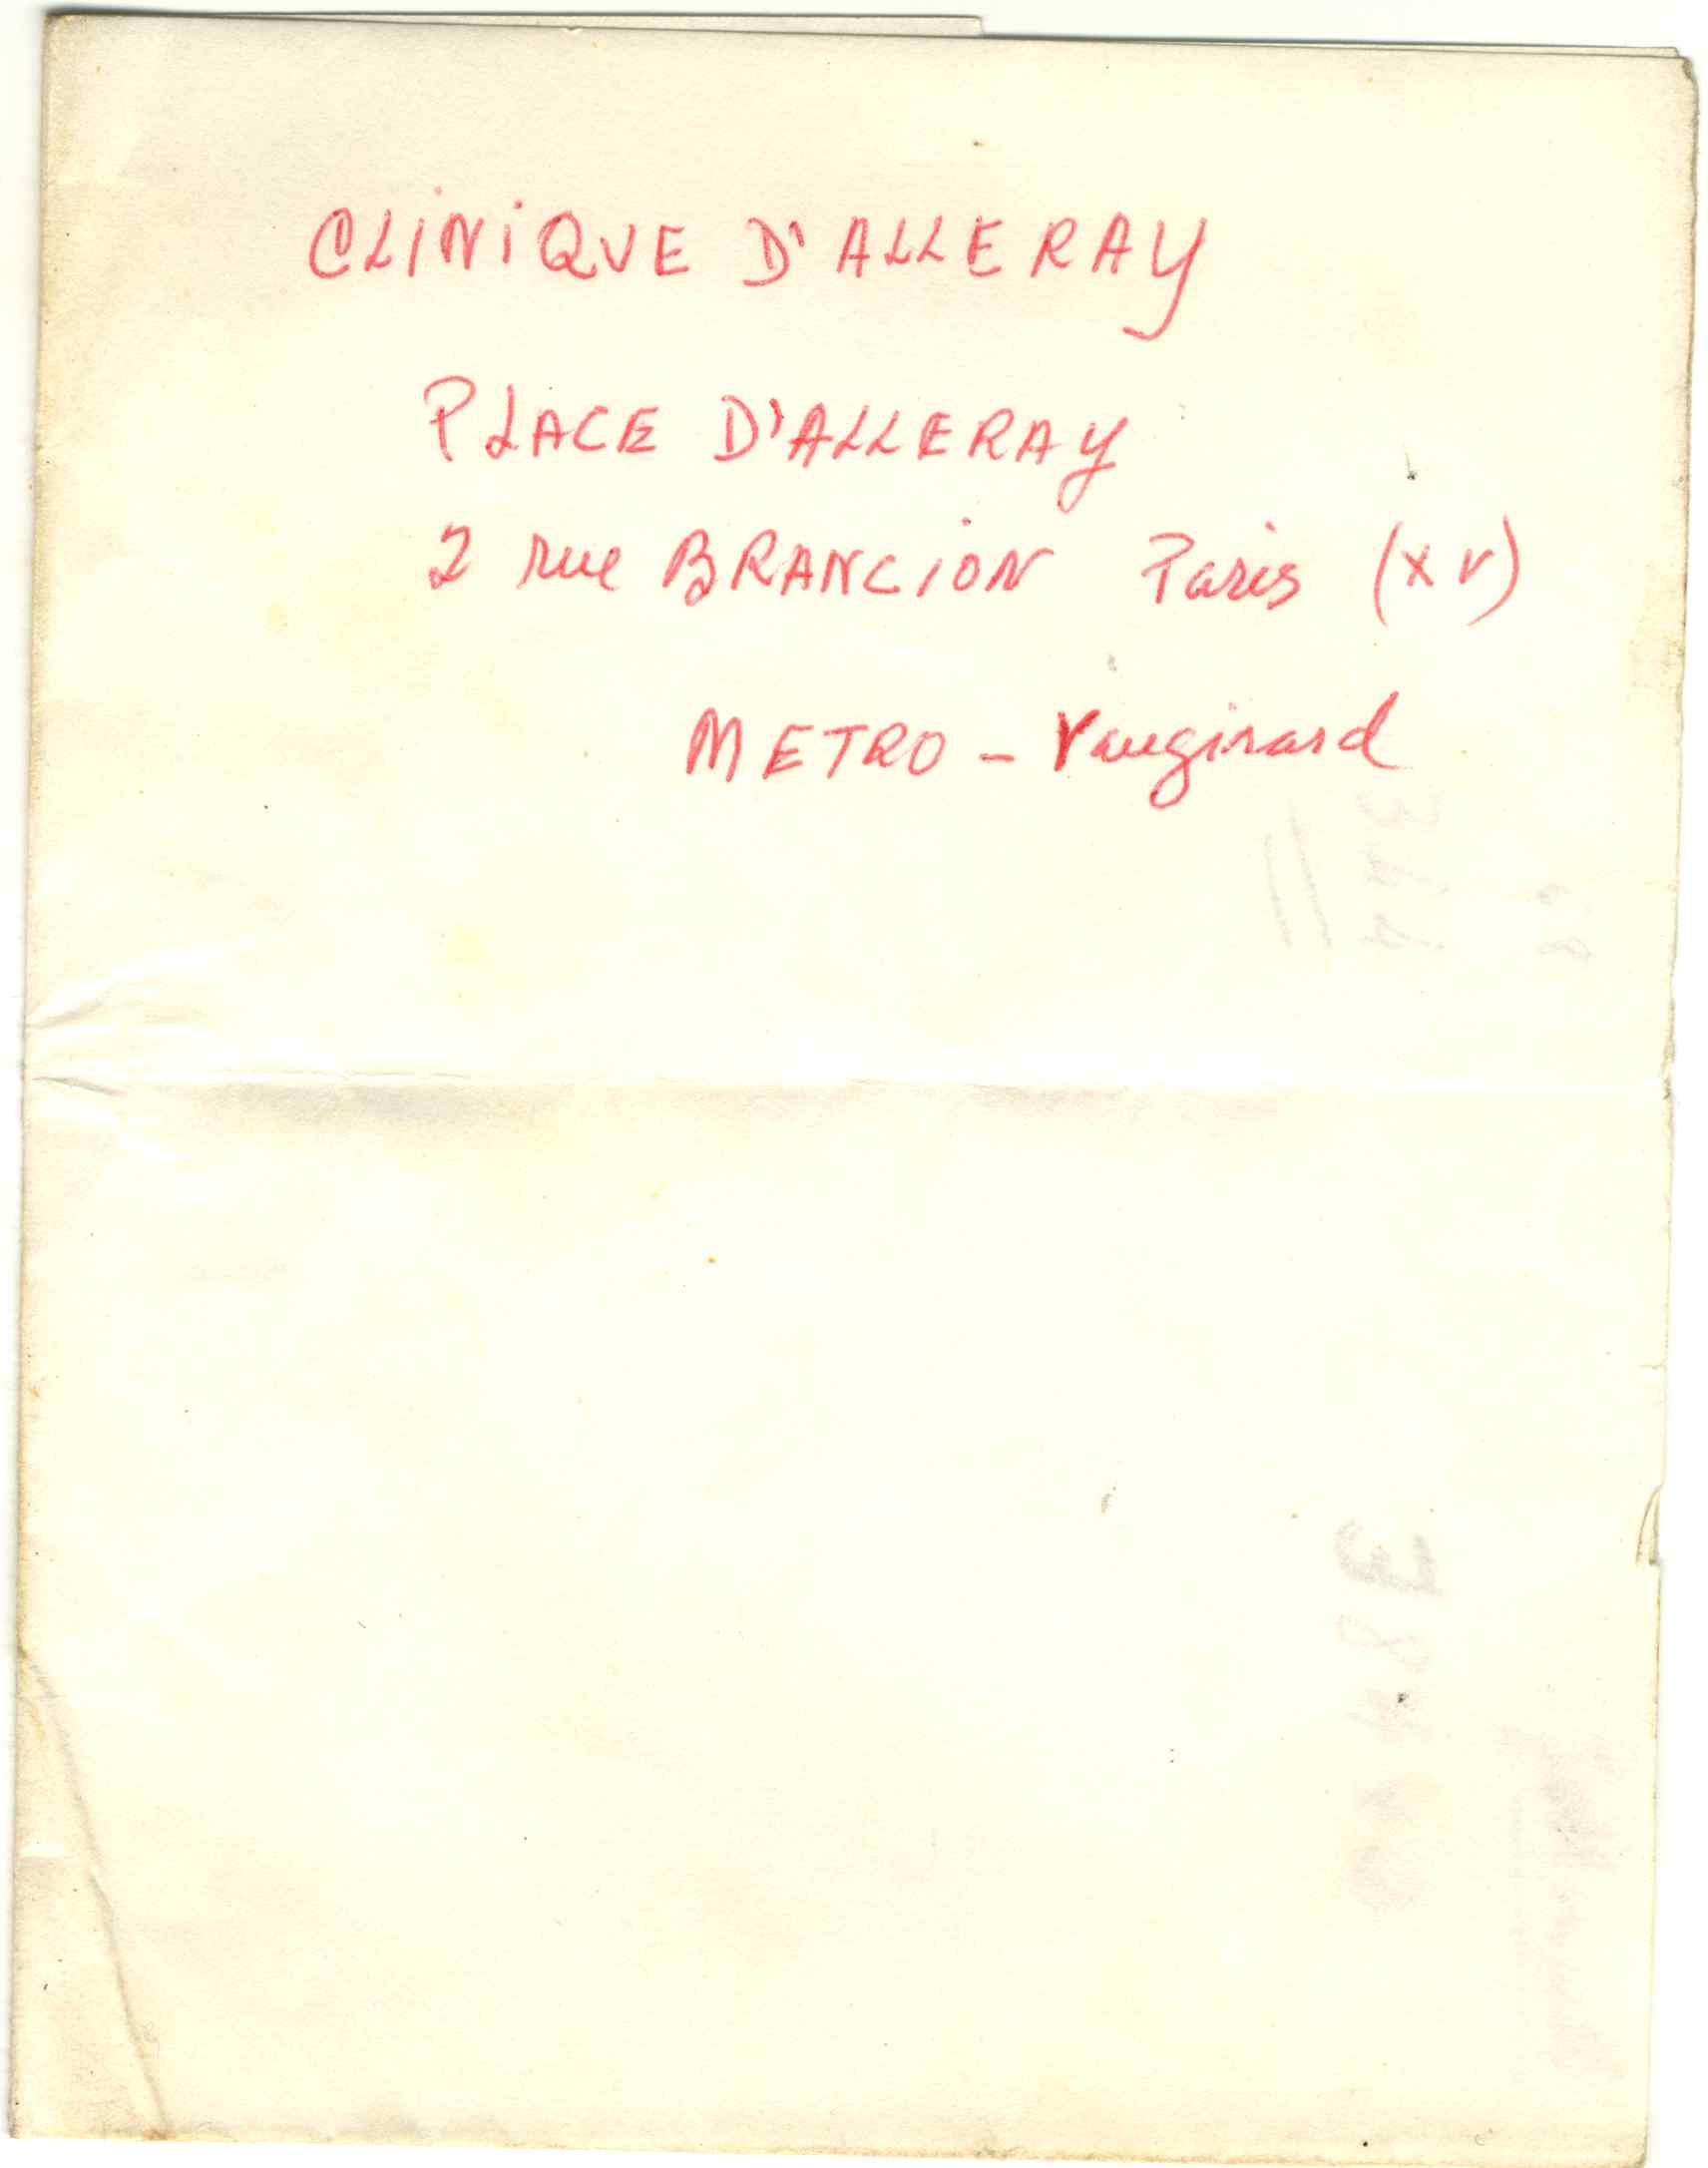 CLINIQUE D'ALLERAY
PLACE D'ALLERAY
2 rue BRANCION Paris (XV)
METRO - Vaugirard